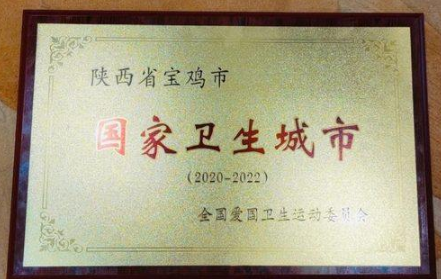 陕西省宝鸡市
国家卫生城市
(2020-2022)
全国爱国卫生运动委员会